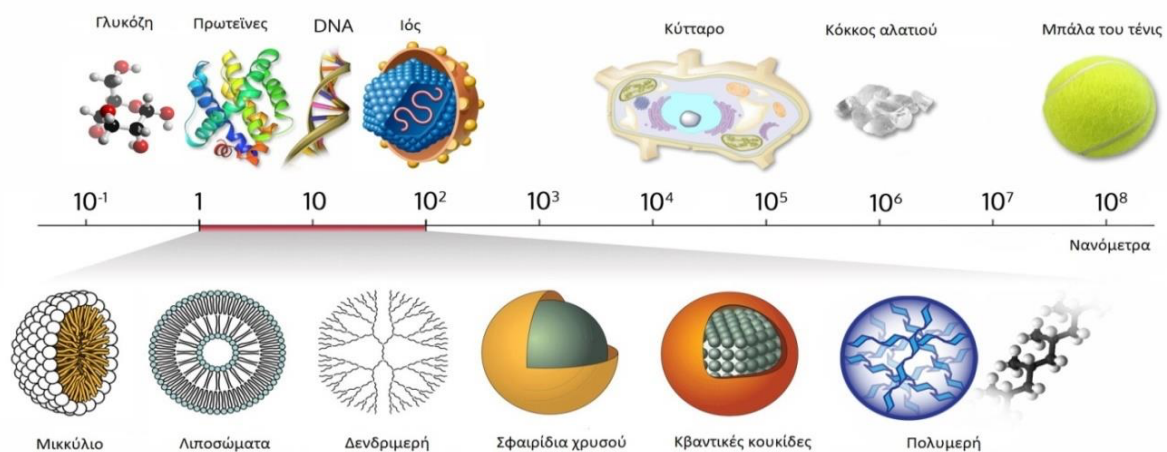 Γλυκόζη Πρωτεΐνες DNA Ιός Κύτταρο Κόκκος αλατιού Μπάλα του τένις
10⁻¹ 1 10 10² 10³ 10⁴ 10⁵ 10⁶ 10⁷ 10⁸
Νανόμετρα
Μικκύλιο Λιποσώματα Δενδριμερή Σφαιρίδια χρυσού Κβαντικές κουκίδες Πολυμερή